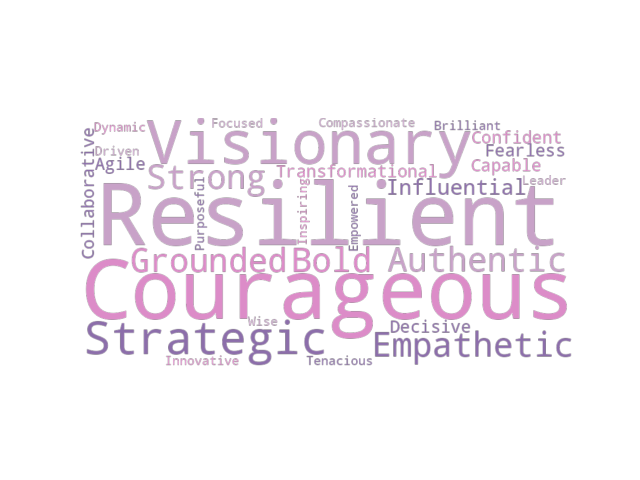 Dynamic
Focused
Compassionate
Brilliant
Visionary
Confident
Collaborative
Driven
Fearless
Agile
Strong
Transformational
Capable
Purposeful
Inspiring
Empowered
Influential
Leader
Resilient
Grounded
Bold
Authentic
Courageous
Strategic
Wise
Decisive
Empathetic
Innovative
Tenacious